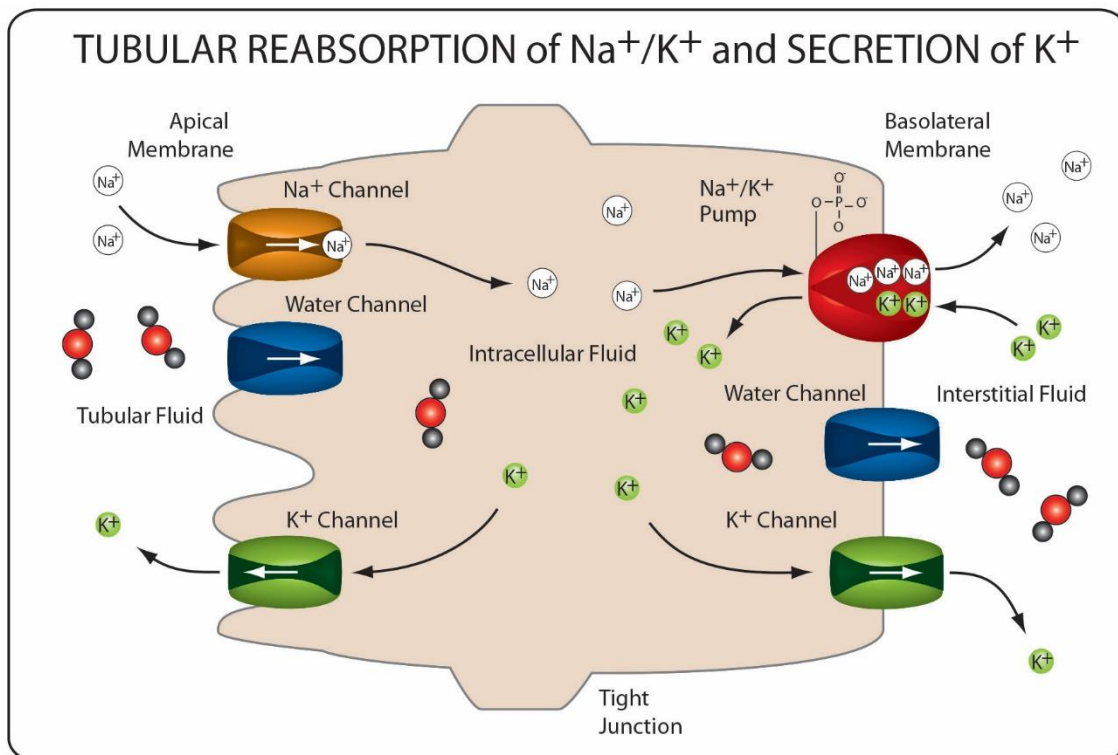 TUBULAR REABSORPTION of Na⁺/K⁺ and SECRETION of K⁺
Apical
Membrane
Basolateral
Membrane
Na⁺
Na⁺
Na⁺ Channel
Na⁺
Na⁺
Na⁺
Na⁺
Na⁺/K⁺
Pump
O⁻
O–P–O⁻
O
Na⁺ Na⁺ Na⁺
K⁺ K⁺
Na⁺
Na⁺
Na⁺
K⁺
K⁺
K⁺
K⁺
Water Channel
Intracellular Fluid
Tubular Fluid
K⁺
Water Channel
Interstitial Fluid
K⁺
K⁺
K⁺
K⁺ Channel
K⁺ Channel
K⁺
Tight
Junction